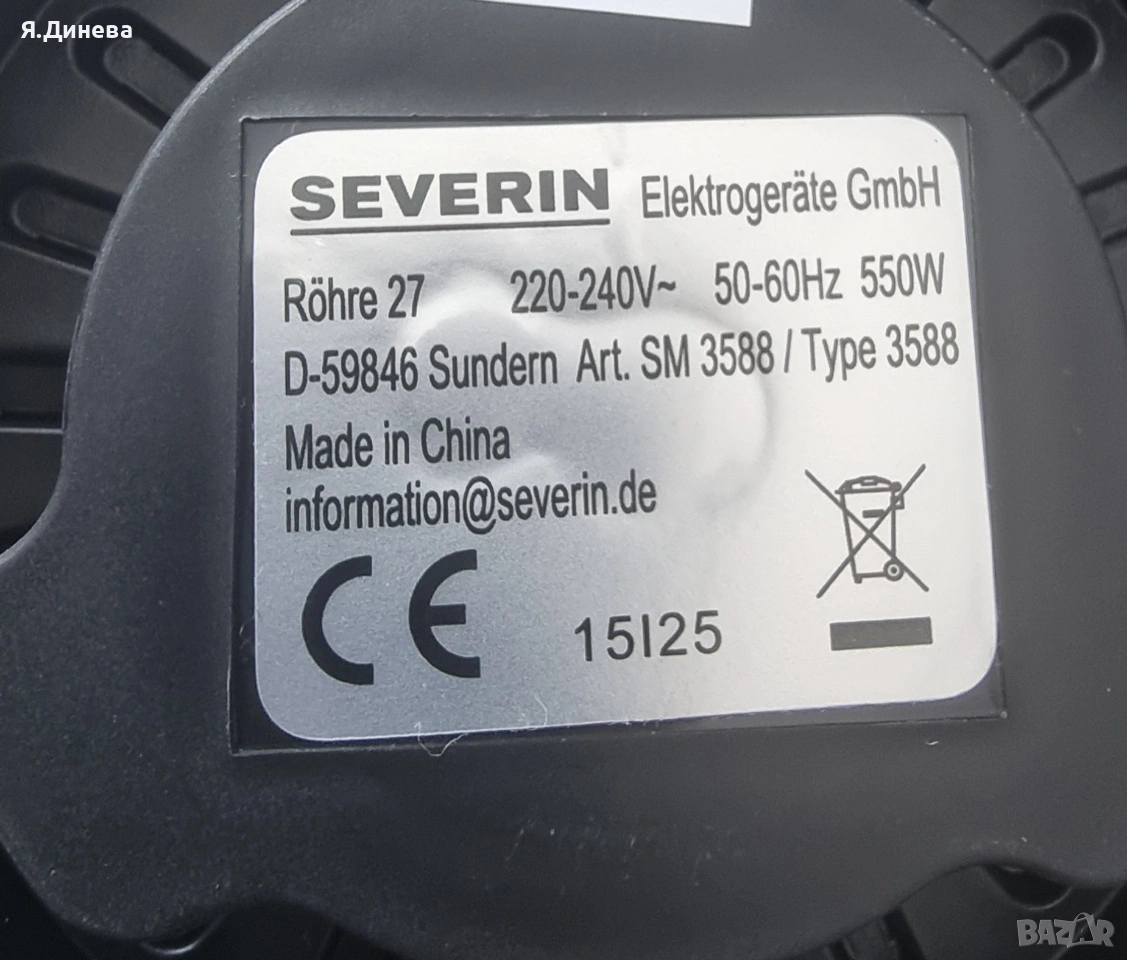 Я.Динева
SEVERIN Elektrogeräte GmbH
Röhre 27 220-240V~ 50-60Hz 550W
D-59846 Sundern Art. SM 3588 / Type 3588
Made in China
information@severin.de
CE
15I25
BAZAR